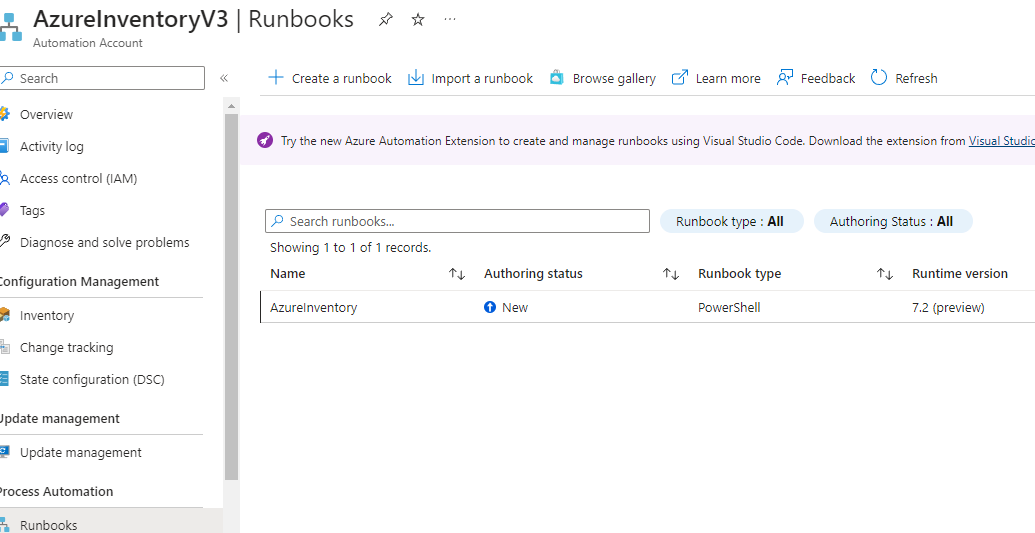 AzureInventoryV3 | Runbooks
Automation Account
Search
Overview
Activity log
Access control (IAM)
Tags
Diagnose and solve problems
Configuration Management
Inventory
Change tracking
State configuration (DSC)
Update management
Update management
Process Automation
Runbooks
Create a runbook Import a runbook Browse gallery Learn more Feedback Refresh
Try the new Azure Automation Extension to create and manage runbooks using Visual Studio Code. Download the extension from Visual Studio
Search runbooks... Runbook type : All Authoring Status : All
Showing 1 to 1 of 1 records.
Name Authoring status Runbook type Runtime version
AzureInventory New PowerShell 7.2 (preview)